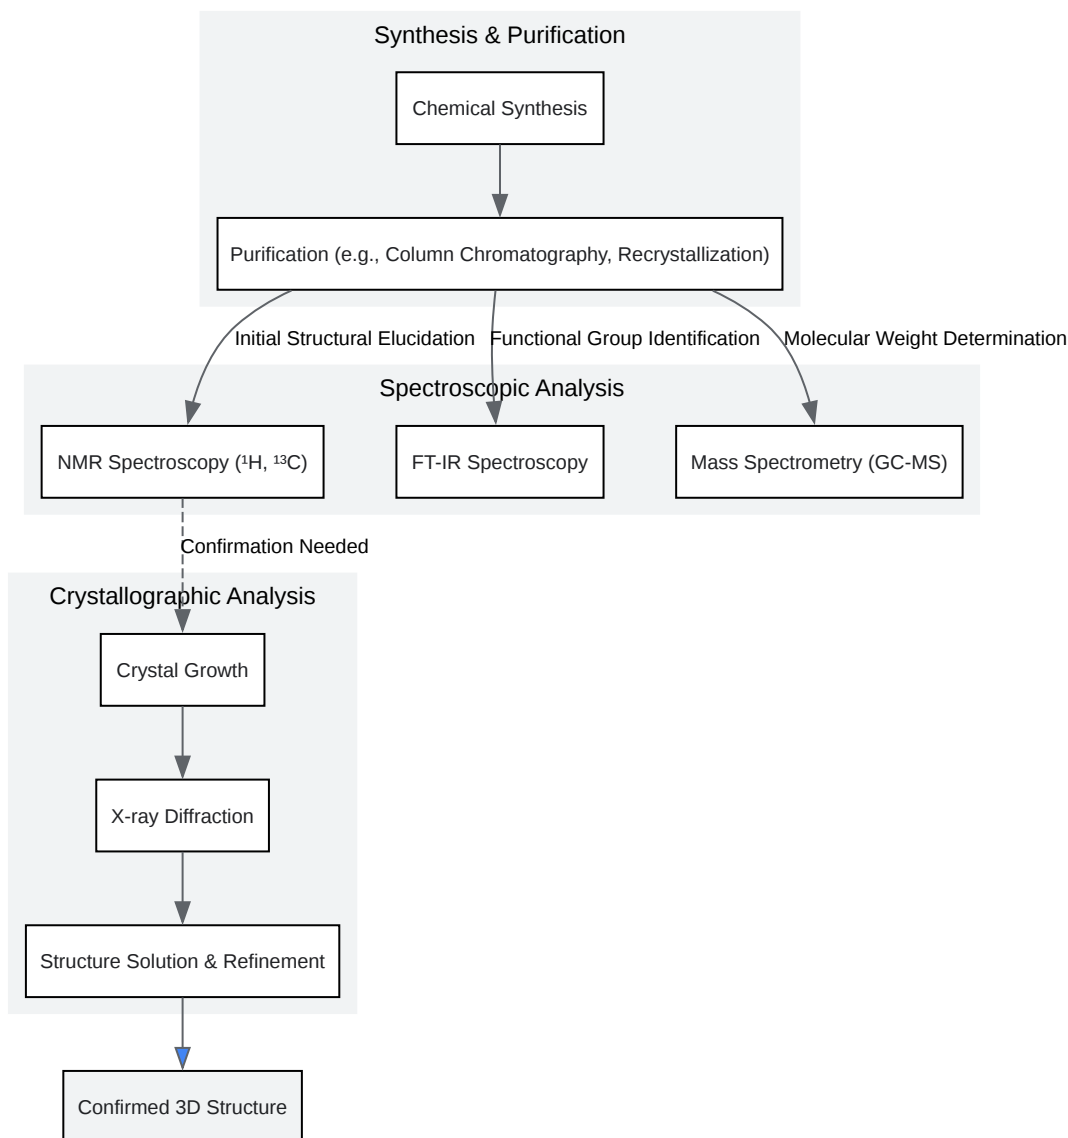 Synthesis & Purification
Chemical Synthesis
Purification (e.g., Column Chromatography, Recrystallization)
Initial Structural Elucidation
Functional Group Identification
Molecular Weight Determination
Spectroscopic Analysis
NMR Spectroscopy (¹H, ¹³C)
FT-IR Spectroscopy
Mass Spectrometry (GC-MS)
Confirmation Needed
Crystallographic Analysis
Crystal Growth
X-ray Diffraction
Structure Solution & Refinement
Confirmed 3D Structure